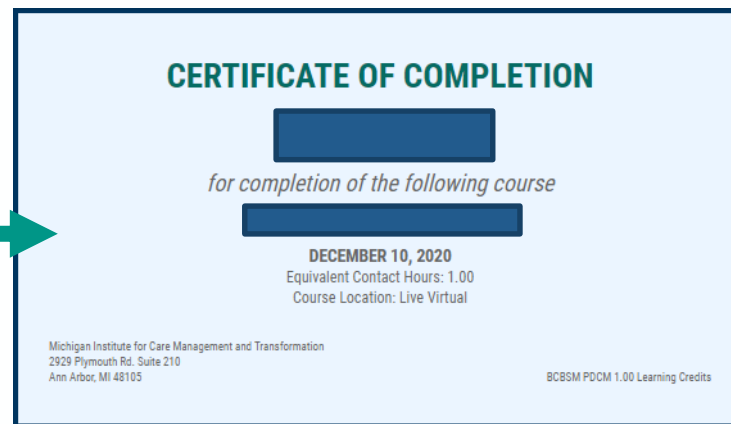 CERTIFICATE OF COMPLETION
for completion of the following course
DECEMBER 10, 2020
Equivalent Contact Hours: 1.00
Course Location: Live Virtual
Michigan Institute for Care Management and Transformation
2929 Plymouth Rd. Suite 210
Ann Arbor, MI 48105
BCBSM PDCM 1.00 Learning Credits